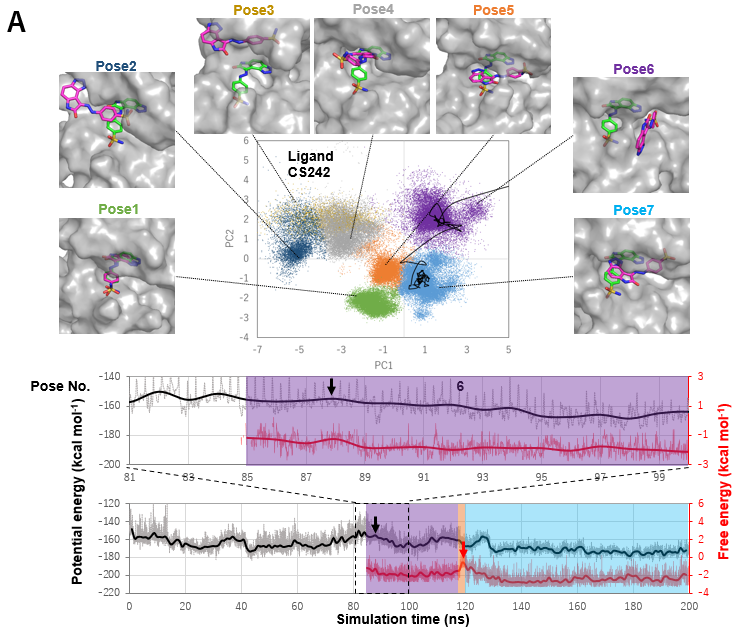 A
Pose3
Pose4
Pose5
Pose2
Pose6
Pose1
Pose7
Ligand
CS242
PC2
6
5
4
3
2
1
0
-1
-2
-3
-4
-7 -5 -3 -1 1 3 5
PC1
Pose No.
6
Potential energy (kcal mol-1)
Free energy (kcal mol-1)
-140
-160
-180
-200
3
1
-1
-3
81 83 85 87 89 91 93 95 97 99
-120
-140
-160
-180
-200
-220
6
4
2
0
-2
-4
0 20 40 60 80 100 120 140 160 180 200
Simulation time (ns)